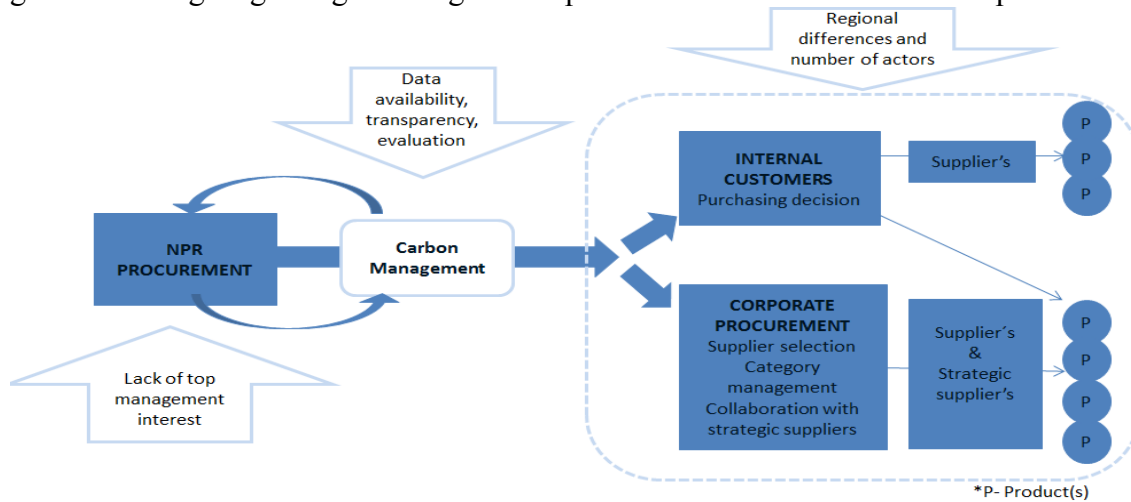 Regional
differences and
number of actors
Data
availability,
transparency,
evaluation
NPR
PROCUREMENT
Carbon
Management
Lack of top
management
interest
INTERNAL
CUSTOMERS
Purchasing decision
Supplier's
P
P
P
CORPORATE
PROCUREMENT
Supplier selection
Category
management
Collaboration with
strategic suppliers
Supplier´s
&
Strategic
supplier's
P
P
P
P
*P- Product(s)